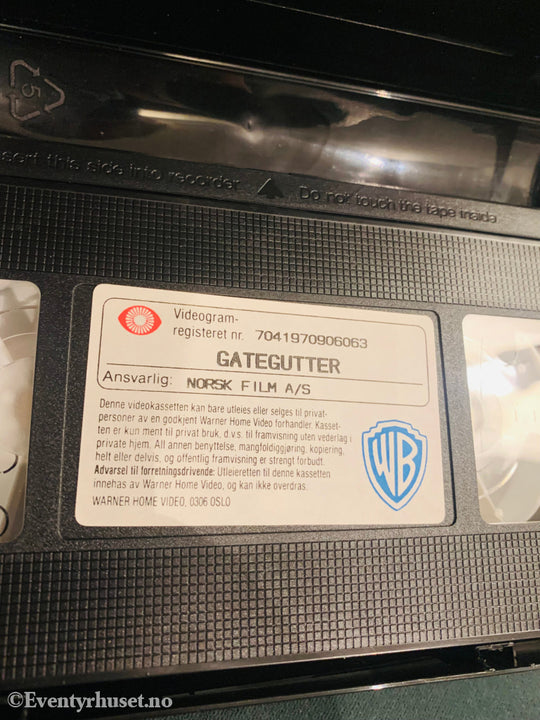 5
Insert this side into recorder ▲ Do not touch the tape inside
Videogram-
registeret nr. 7041970906063
GATEGUTTER
Ansvarlig: NORSK FILM A/S
Denne videokassetten kan bare utleies eller selges til privat-
personer av en godkjent Warner Home Video forhandler. Kasset-
ten er kun ment til privat bruk, d.v.s. til framvisning uten vederlag i
private hjem. All annen benyttelse, mangfoldiggjøring, kopiering,
helt eller delvis, og offentlig framvisning er strengt forbudt.
Advarsel til forretningsdrivende: Utleieretten til denne kassetten
innehas av Warner Home Video, og kan ikke overdras.
WARNER HOME VIDEO, 0306 OSLO
WB
©Eventyrhuset.no